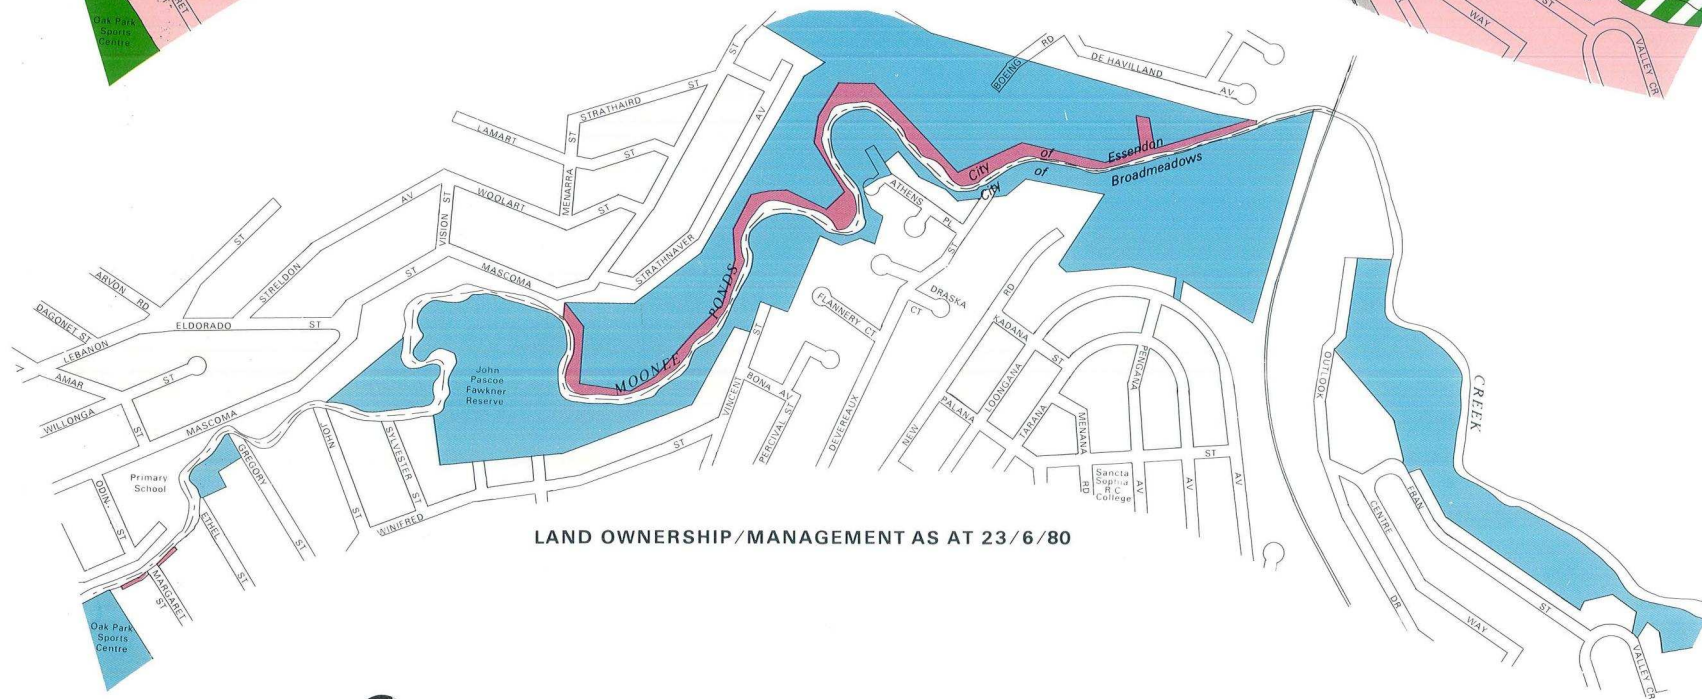 Oak Park
Sports
Centre
WAY
ST
VALLEY CR
BOEING RD
DE HAVILLAND AV
ST
STRATHAIRD ST
AV
LAMART ST
MENARRA ST
WOOLART ST
VISION ST
STRELDON AV
ST
ARVON RD
DAGONET ST
LEBANON
ELDORADO ST
AMAR ST
WILLONGA ST
MASCOMA ST
MASCOMA
STRATHNAVER
City of Essendon
City of Broadmeadows
ATHENS PL
ST
DRASKA
CT
FLANNERY CT
MOONEE PONDS
CREEK
John
Pascoe
Fawkner
Reserve
VINCENT ST
BONA AV
PERCIVAL ST
DEVEREAUX
NEW RD
KADANA ST
LOONGANA
PALANA
TARANA
PENGANA
MENANA RD
ST
Sancta
Sophia
R C
College
AV
AV
AV
OUTLOOK DR
CENTRE WAY
FRAN ST
VALLEY CR
Primary
School
ODIN ST
GREGORY ST
ETHEL ST
MARGARET ST
JOHN ST
SYLVESTER ST
WINIFRED ST
Oak Park
Sports
Centre
LAND OWNERSHIP/MANAGEMENT AS AT 23/6/80